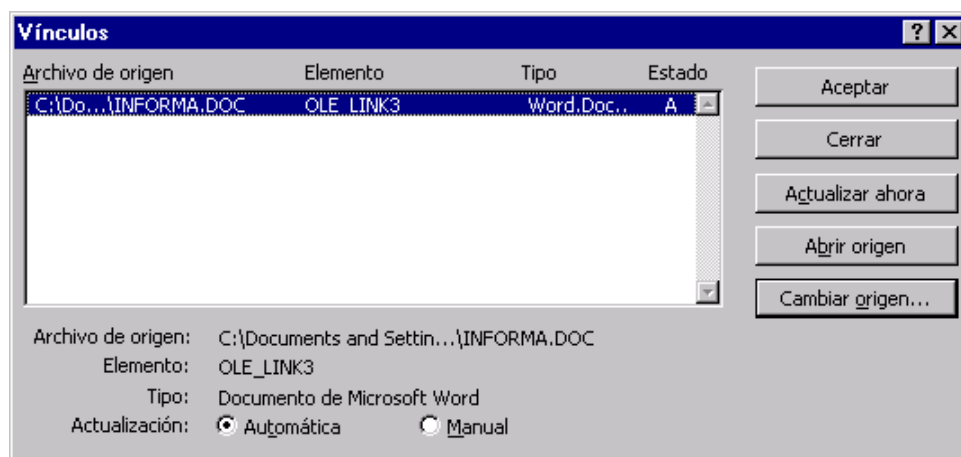 Vínculos
Archivo de origen Elemento Tipo Estado
C:\Do...\INFORMA.DOC OLE_LINK3 Word.Doc.. A
Aceptar
Cerrar
Actualizar ahora
Abrir origen
Cambiar origen...
Archivo de origen: C:\Documents and Settin...\INFORMA.DOC
Elemento: OLE_LINK3
Tipo: Documento de Microsoft Word
Actualización: Automática Manual